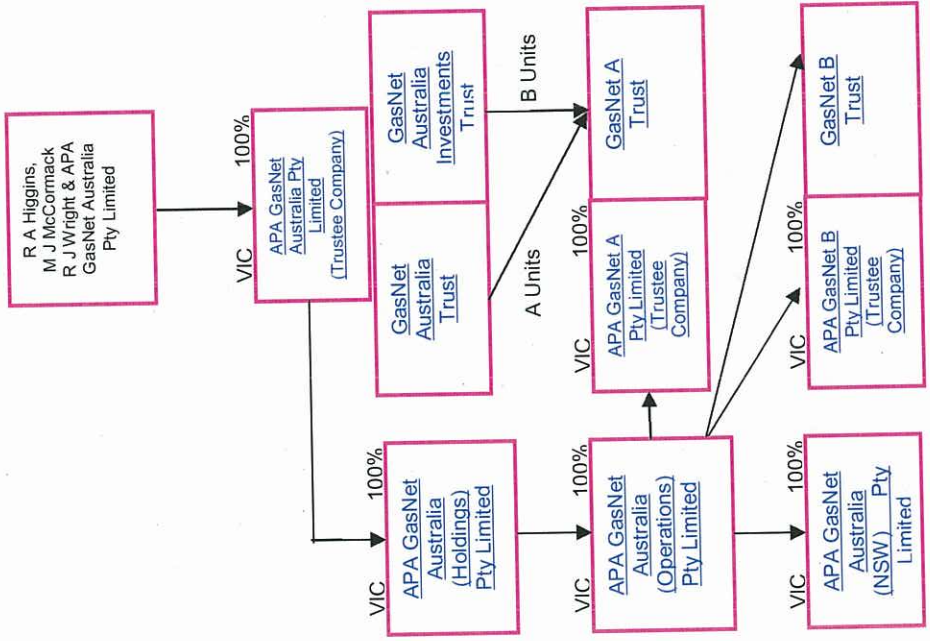 R A Higgins,
M J McCormack
R J Wright & APA
GasNet Australia
Pty Limited
VIC 100%
APA GasNet
Australia Pty
Limited
(Trustee Company)
GasNet
Australia
Trust
GasNet
Australia
Investments
Trust
A Units
B Units
VIC 100%
APA GasNet
Australia
(Holdings)
Pty Limited
VIC 100%
APA GasNet
Australia
(Operations)
Pty Limited
VIC 100%
APA GasNet A
Pty Limited
(Trustee
Company)
GasNet A
Trust
VIC 100%
APA GasNet
Australia
(NSW) Pty
Limited
VIC 100%
APA GasNet B
Pty Limited
(Trustee
Company)
GasNet B
Trust